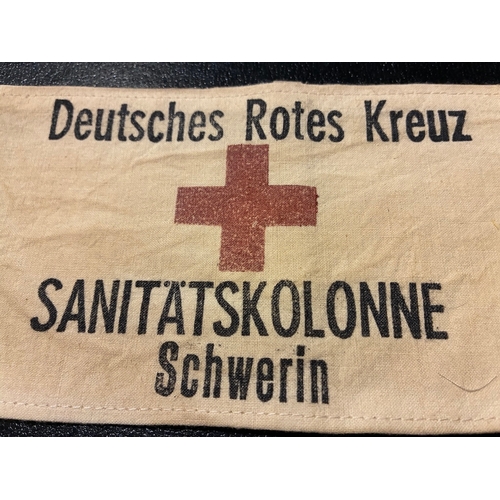 Deutsches Rotes Kreuz
SANITÄTSKOLONNE
Schwerin